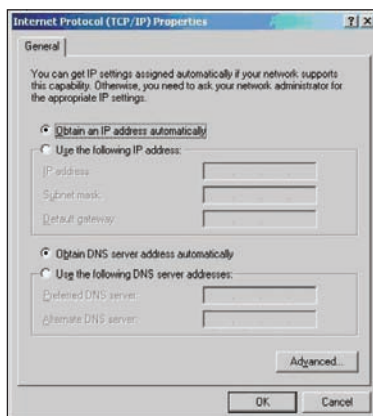 Internet Protocol (TCP/IP) Properties
General
You can get IP settings assigned automatically if your network supports
this capability. Otherwise, you need to ask your network administrator for
the appropriate IP settings.
Obtain an IP address automatically
Use the following IP address:
IP address:
Subnet mask:
Default gateway:
Obtain DNS server address automatically
Use the following DNS server addresses:
Preferred DNS server:
Alternate DNS server:
Advanced...
OK Cancel